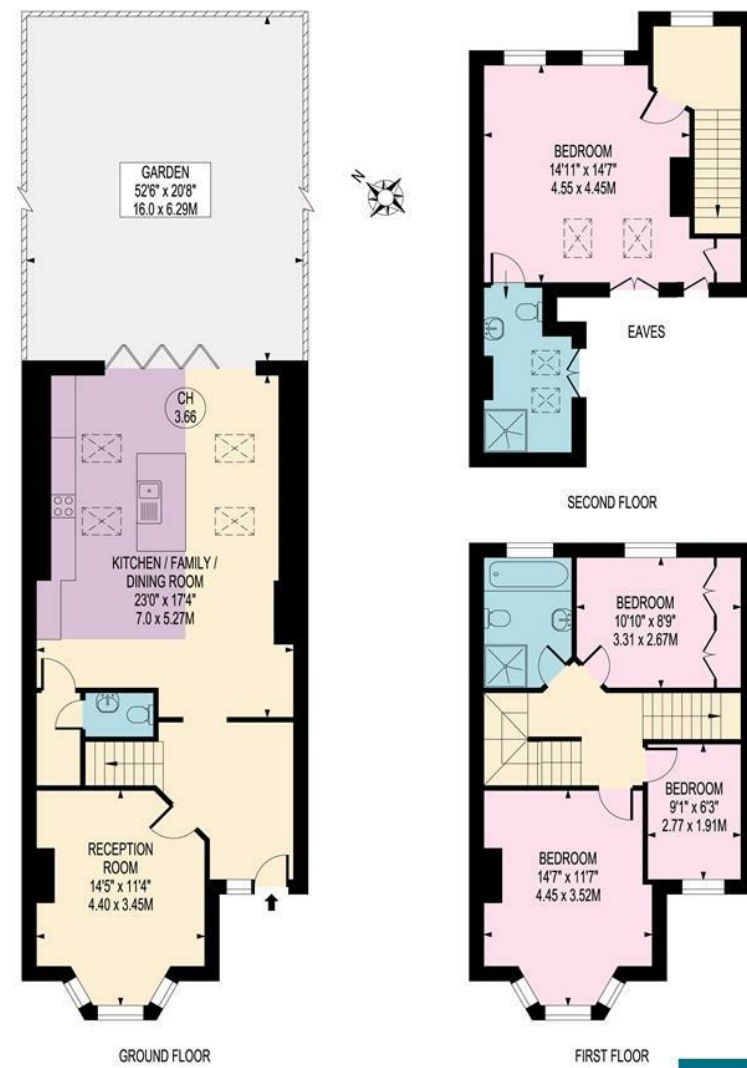 GARDEN
52'6" x 20'8"
16.0 x 6.29M
N
CH
3.66
KITCHEN / FAMILY /
DINING ROOM
23'0" x 17'4"
7.0 x 5.27M
RECEPTION
ROOM
14'5" x 11'4"
4.40 x 3.45M
GROUND FLOOR
BEDROOM
14'11" x 14'7"
4.55 x 4.45M
EAVES
SECOND FLOOR
BEDROOM
10'10" x 8'9"
3.31 x 2.67M
BEDROOM
9'1" x 6'3"
2.77 x 1.91M
BEDROOM
14'7" x 11'7"
4.45 x 3.52M
FIRST FLOOR